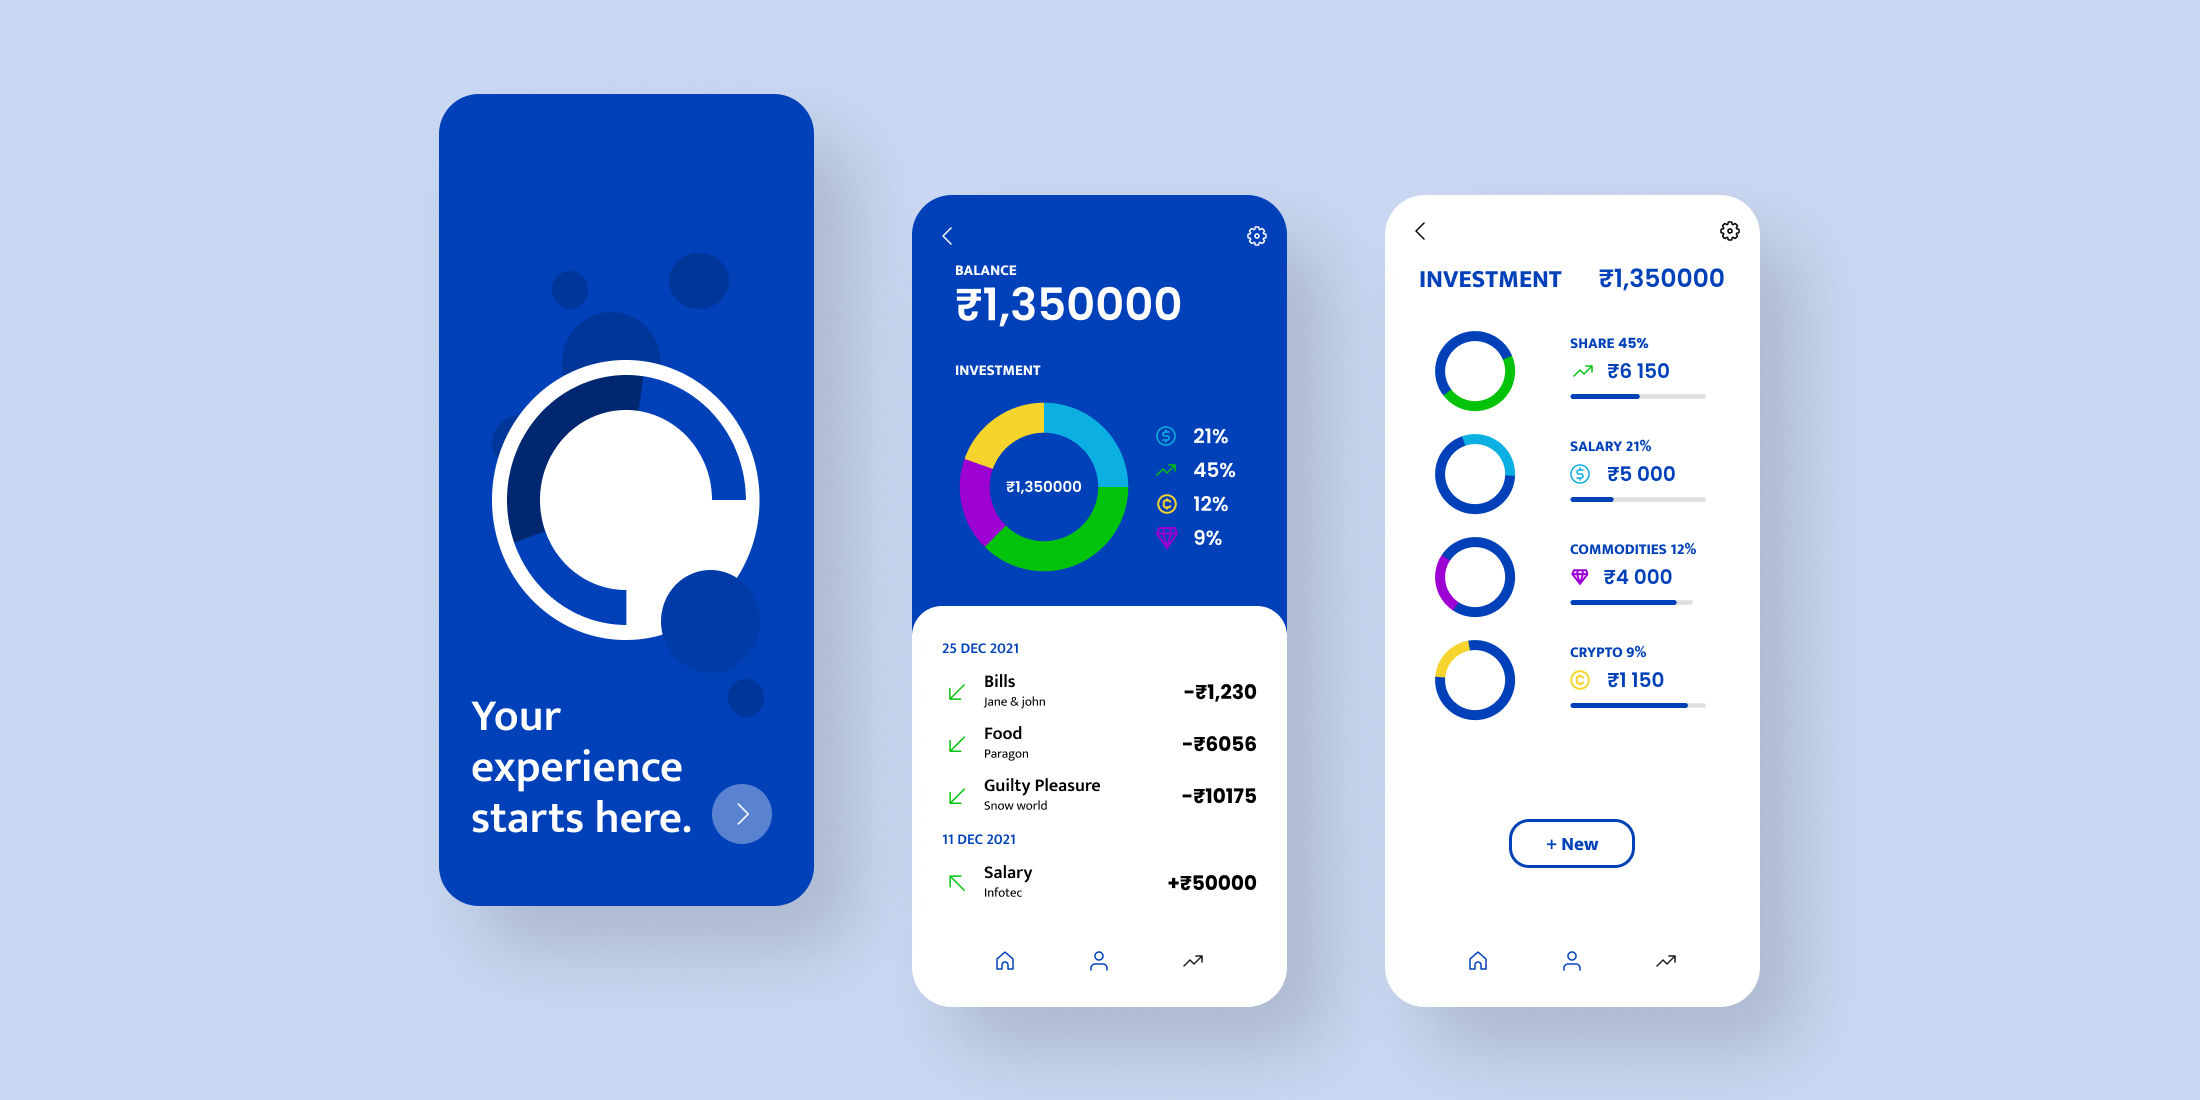 Your
experience
starts here.
BALANCE
₹1,350000
INVESTMENT
₹1,350000
21%
45%
12%
9%
25 DEC 2021
Bills
Jane & john
-₹1,230
Food
Paragon
-₹6056
Guilty Pleasure
Snow world
-₹10175
11 DEC 2021
Salary
Infotec
+₹50000
INVESTMENT ₹1,350000
SHARE 45%
₹6 150
SALARY 21%
₹5 000
COMMODITIES 12%
₹4 000
CRYPTO 9%
₹1 150
+ New